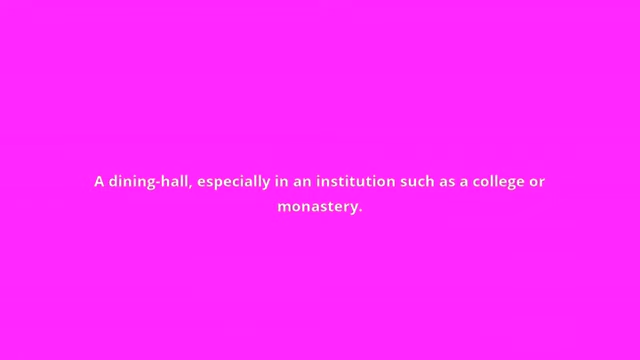 A dining-hall, especially in an institution such as a college or
monastery.